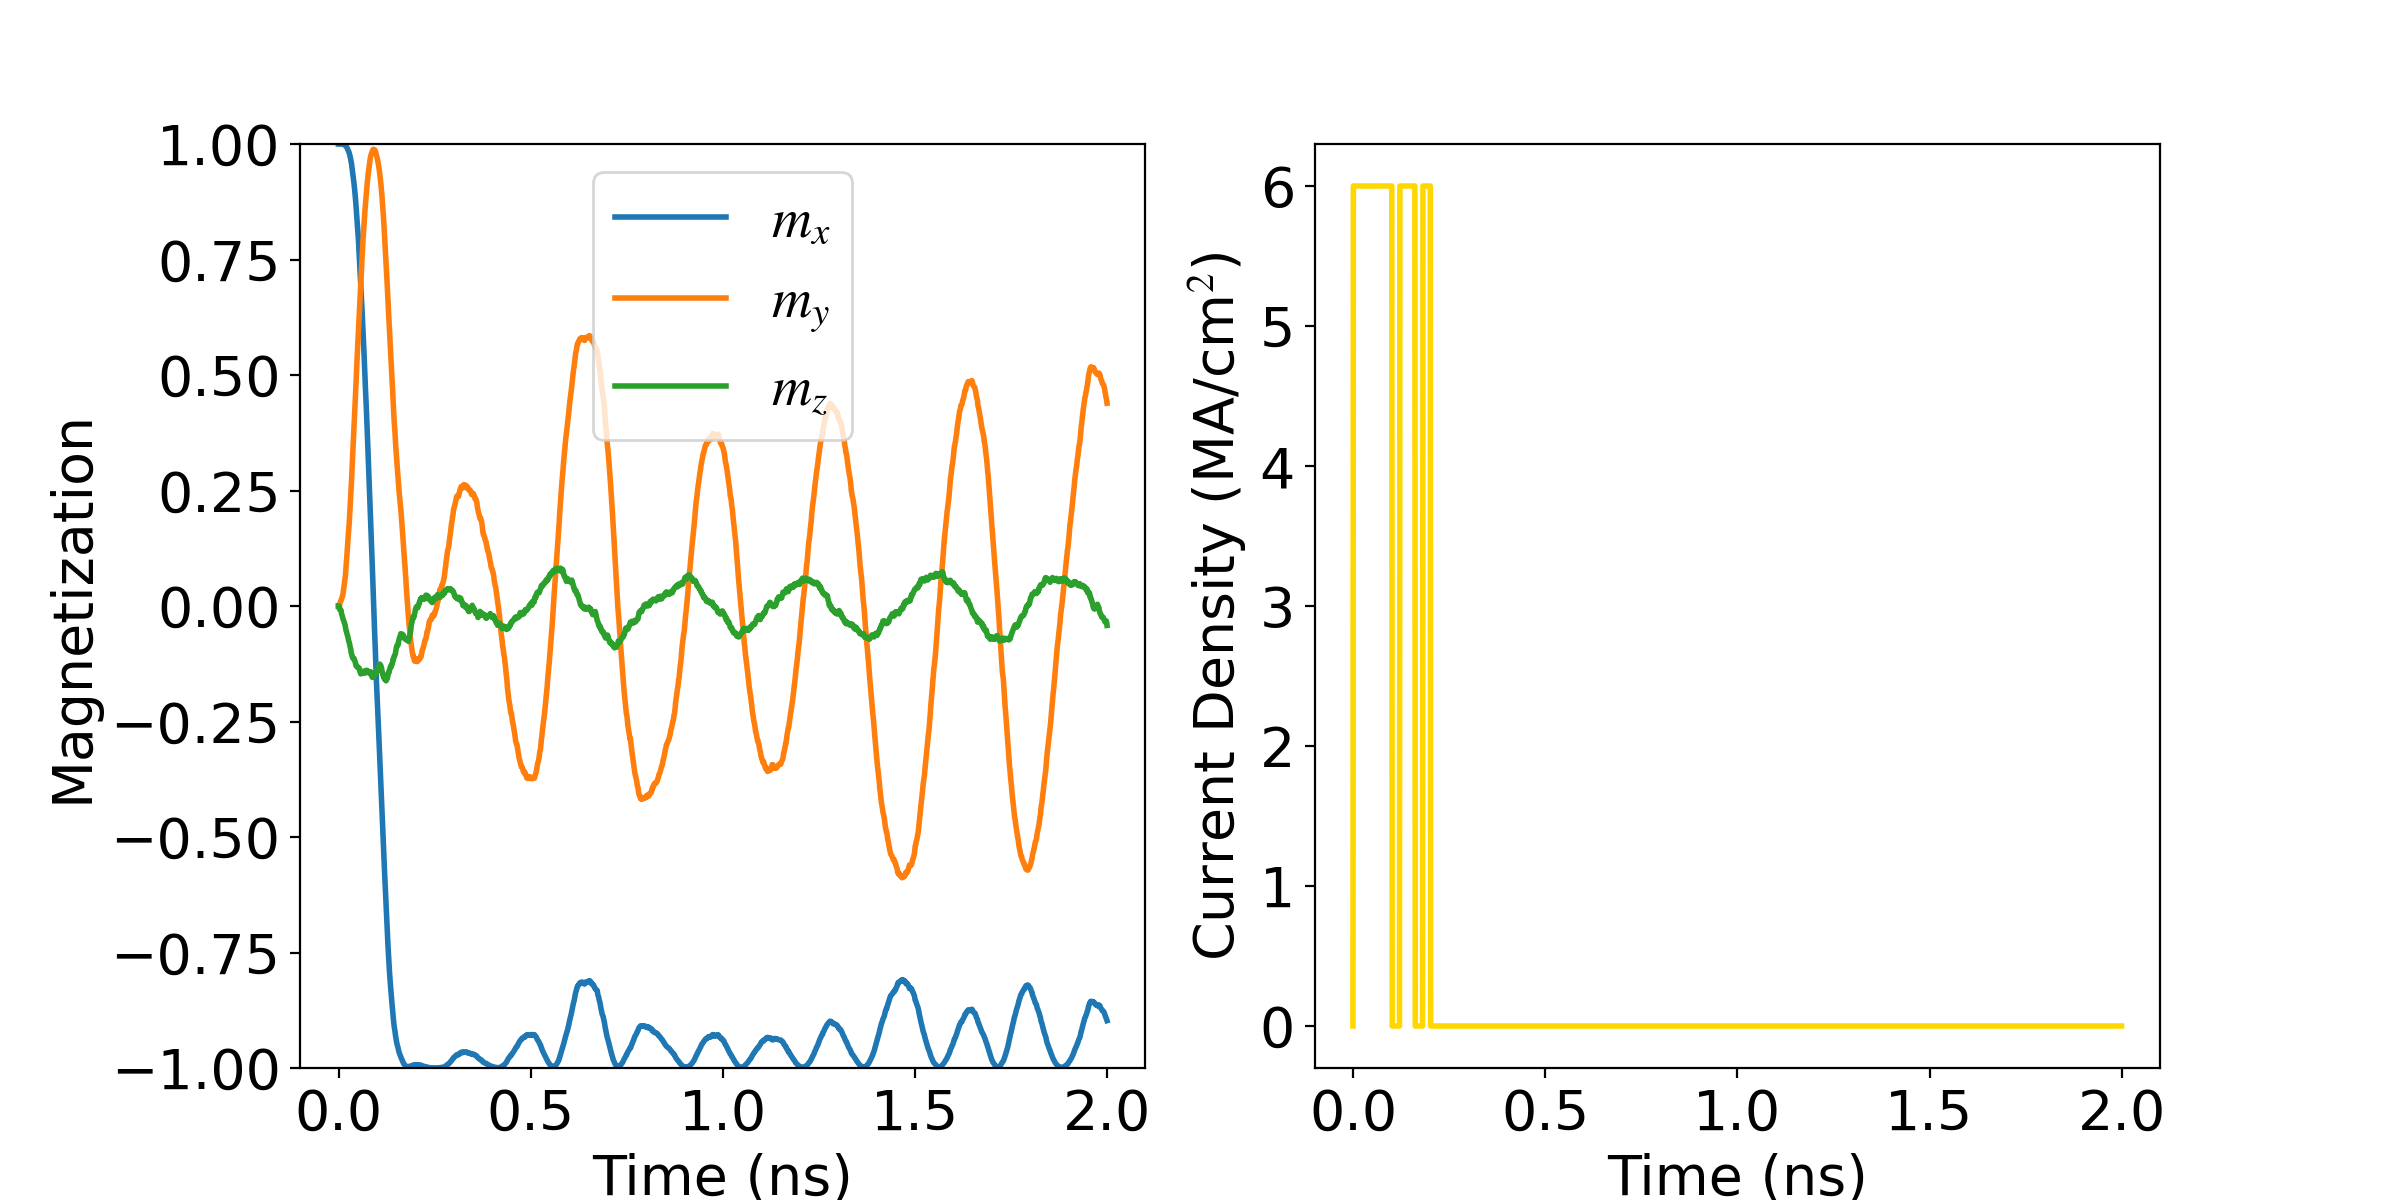 1.00
0.75
0.50
0.25
0.00
−0.25
−0.50
−0.75
−1.00
Magnetization
0.0 0.5 1.0 1.5 2.0
Time (ns)
m_x
m_y
m_z
6
5
4
3
2
1
0
Current Density (MA/cm²)
0.0 0.5 1.0 1.5 2.0
Time (ns)